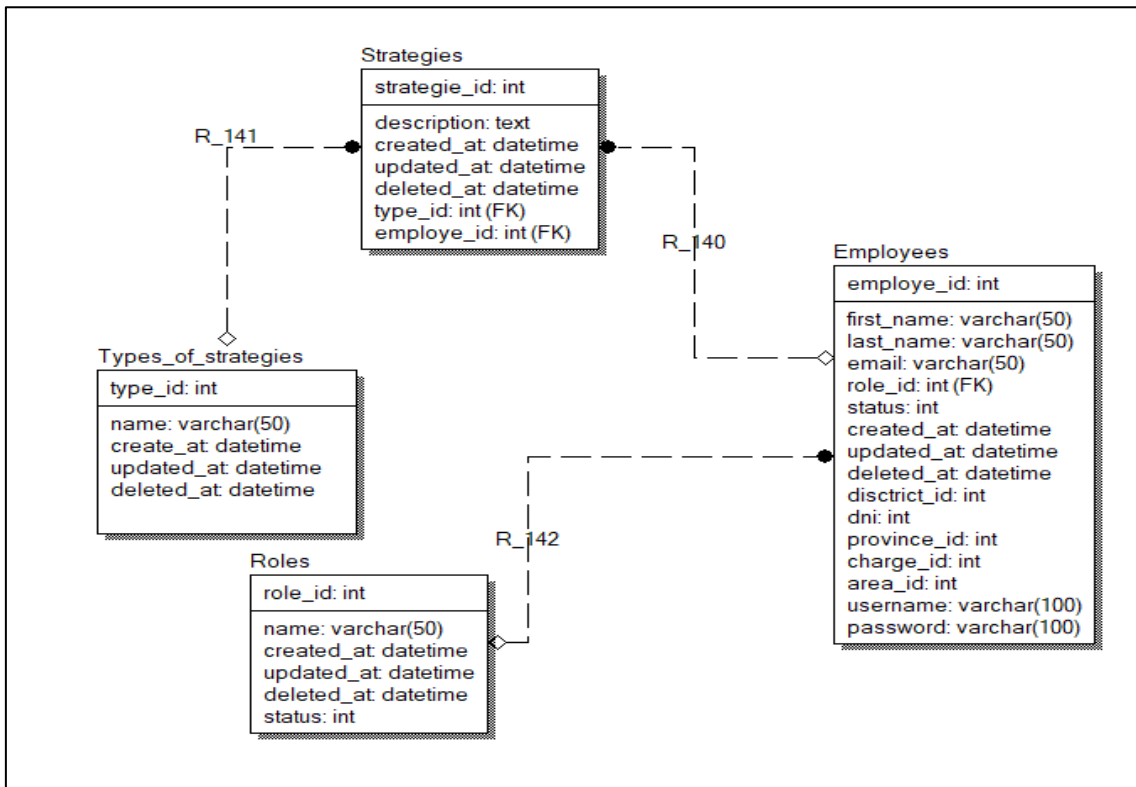 Strategies
strategie_id: int
description: text
created_at: datetime
updated_at: datetime
deleted_at: datetime
type_id: int (FK)
employe_id: int (FK)
R_141
R_140
Employees
employe_id: int
first_name: varchar(50)
last_name: varchar(50)
email: varchar(50)
role_id: int (FK)
status: int
created_at: datetime
updated_at: datetime
deleted_at: datetime
disctrict_id: int
dni: int
province_id: int
charge_id: int
area_id: int
username: varchar(100)
password: varchar(100)
Types_of_strategies
type_id: int
name: varchar(50)
create_at: datetime
updated_at: datetime
deleted_at: datetime
R_142
Roles
role_id: int
name: varchar(50)
created_at: datetime
updated_at: datetime
deleted_at: datetime
status: int